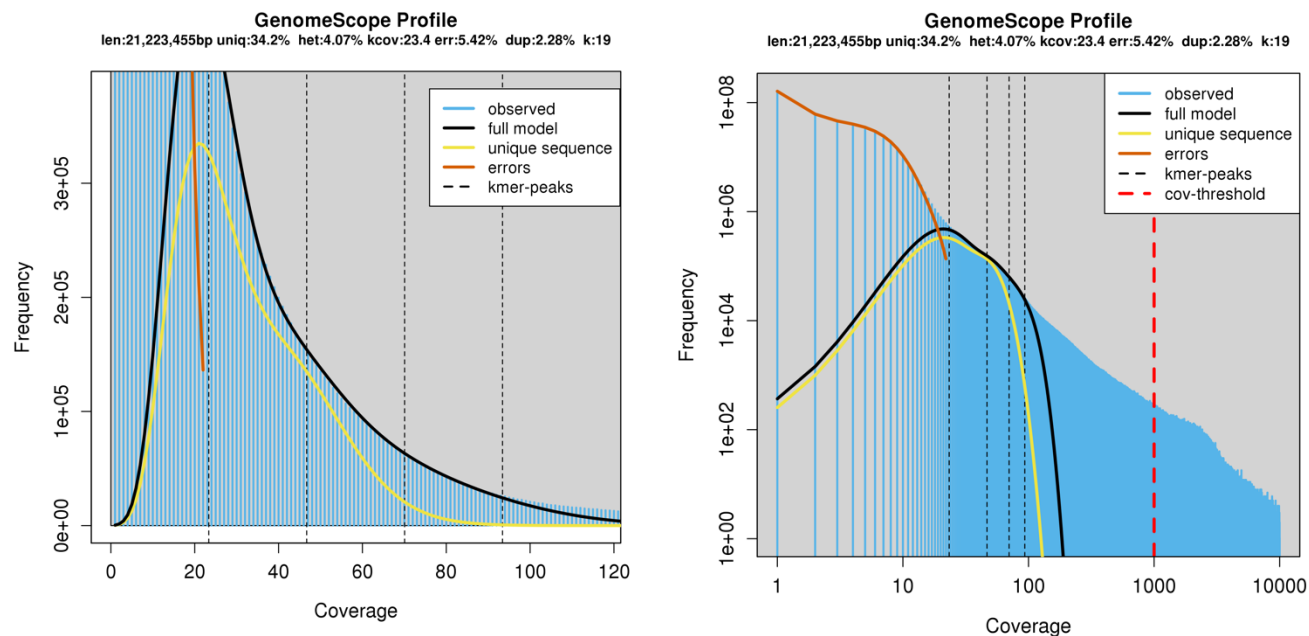 GenomeScope Profile
len:21,223,455bp uniq:34.2% het:4.07% kcov:23.4 err:5.42% dup:2.28% k:19
observed
full model
unique sequence
errors
kmer-peaks
Frequency
3e+05
2e+05
1e+05
0e+00
0 20 40 60 80 100 120
Coverage
GenomeScope Profile
len:21,223,455bp uniq:34.2% het:4.07% kcov:23.4 err:5.42% dup:2.28% k:19
observed
full model
unique sequence
errors
kmer-peaks
cov-threshold
Frequency
1e+08
1e+06
1e+04
1e+02
1e+00
1 10 100 1000 10000
Coverage